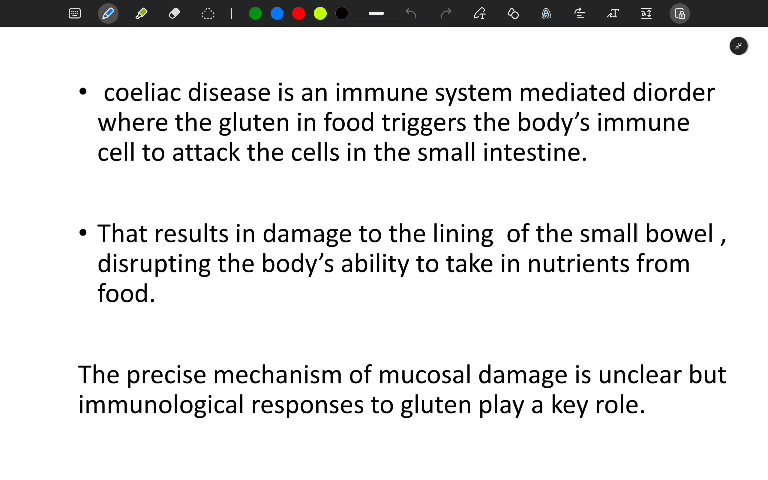 • coeliac disease is an immune system mediated diorder
where the gluten in food triggers the body’s immune
cell to attack the cells in the small intestine.
• That results in damage to the lining of the small bowel ,
disrupting the body’s ability to take in nutrients from
food.
The precise mechanism of mucosal damage is unclear but
immunological responses to gluten play a key role.